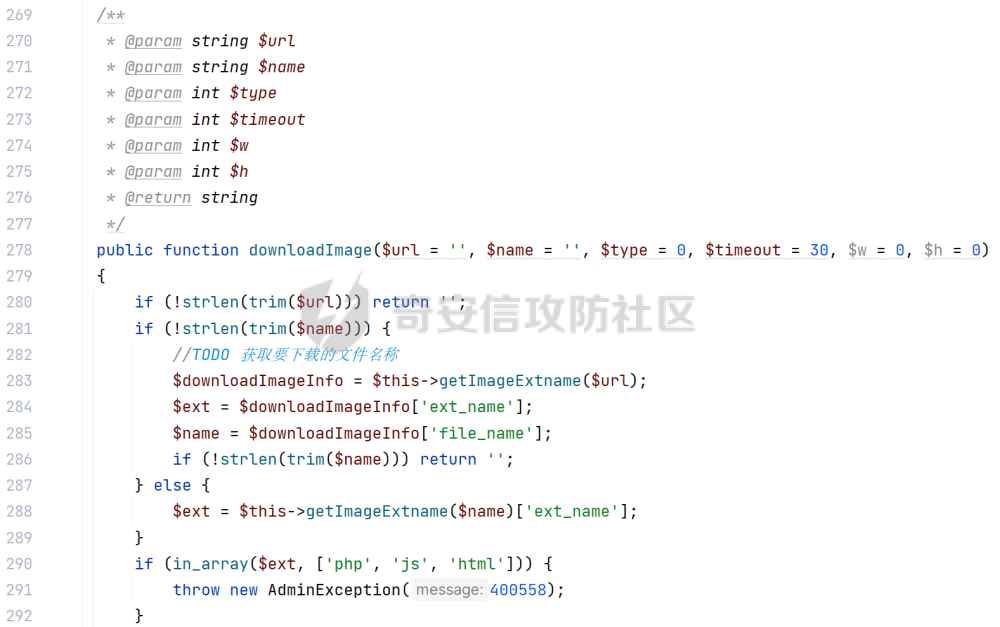 269 /**
270 * @param string $url
271 * @param string $name
272 * @param int $type
273 * @param int $timeout
274 * @param int $w
275 * @param int $h
276 * @return string
277 */
278 public function downloadImage($url = '', $name = '', $type = 0, $timeout = 30, $w = 0, $h = 0)
279 {
280 if (!strlen(trim($url))) return '';
281 if (!strlen(trim($name))) {
奇安信攻防社区
282 //TODO 获取要下载的文件名称
283 $downloadImageInfo = $this->getImageExtname($url);
284 $ext = $downloadImageInfo['ext_name'];
285 $name = $downloadImageInfo['file_name'];
286 if (!strlen(trim($name))) return '';
287 } else {
288 $ext = $this->getImageExtname($name)['ext_name'];
289 }
290 if (in_array($ext, ['php', 'js', 'html'])) {
291 throw new AdminException( message: 400558);
292 }